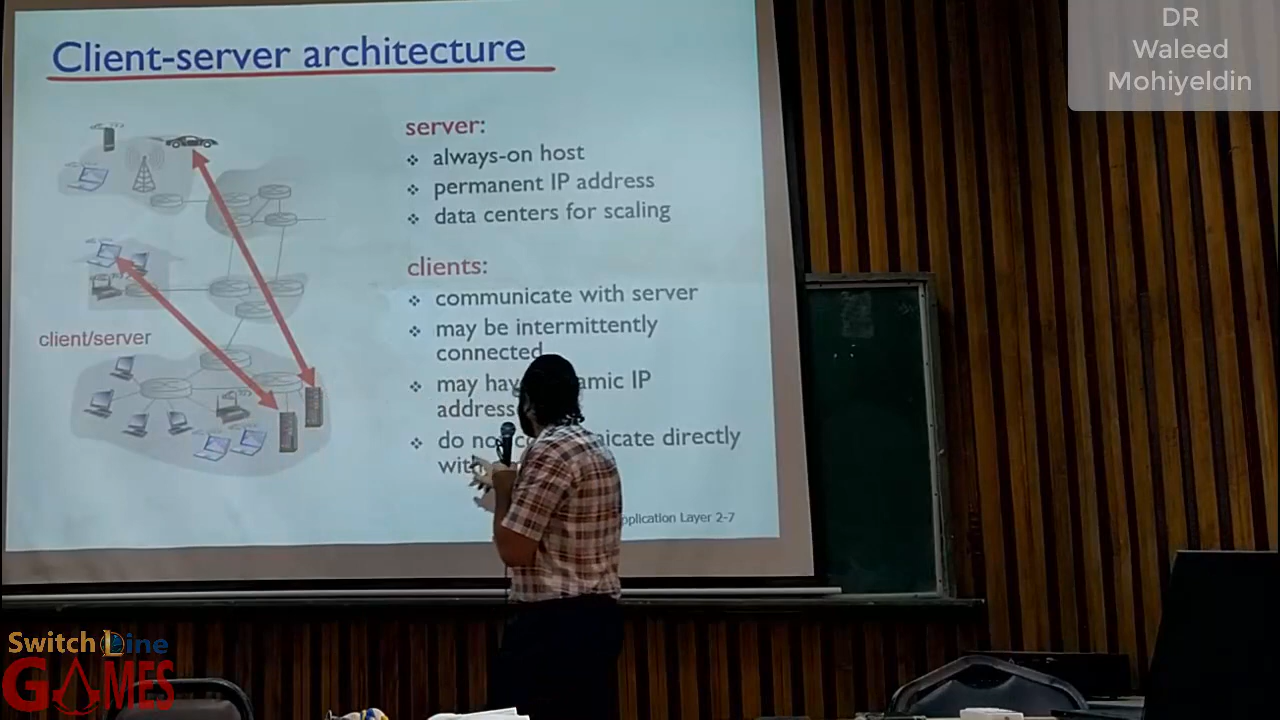 DR
Waleed
Mohiyeldin
Client-server architecture
server:
always-on host
permanent IP address
data centers for scaling
clients:
communicate with server
may be intermittently
connected
may amic IP
address
do nicate directly
wit
client/server
pplication Layer 2-7
Switch Line
GAMES